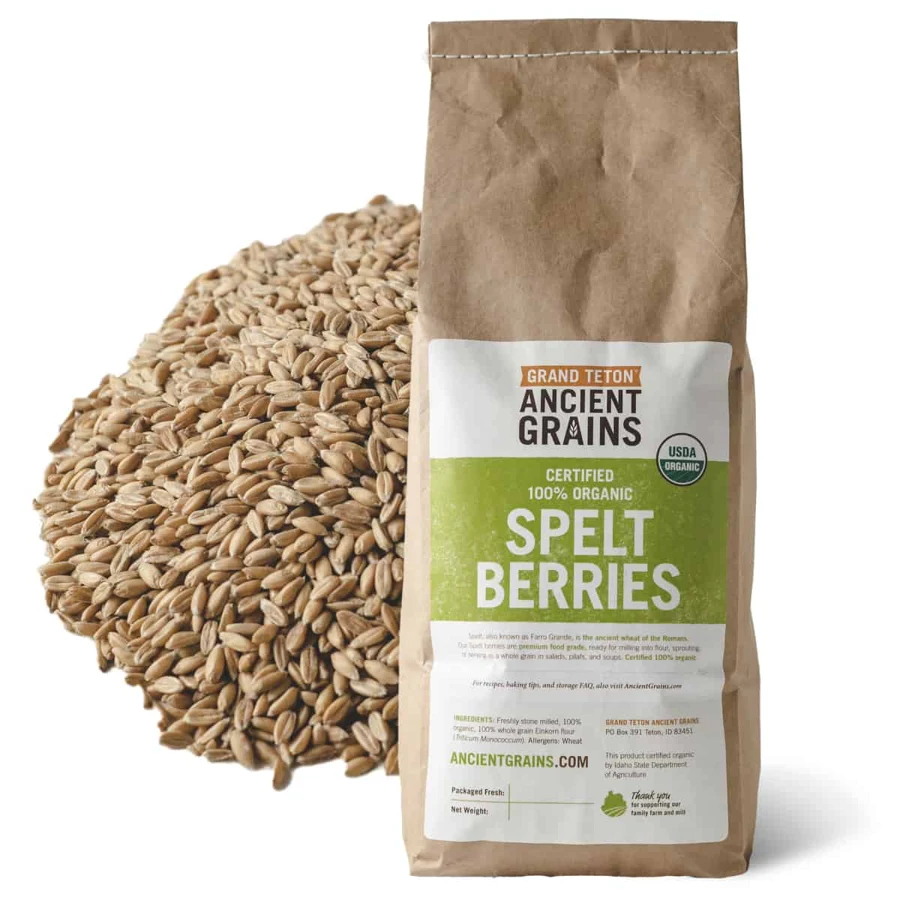 GRAND TETON™
ANCIENT
GRAINS
USDA
ORGANIC
CERTIFIED
100% ORGANIC
SPELT
BERRIES
Spelt, also known as Farro Grande, is the ancient wheat of the Romans.
Our Spelt berries are premium food grade, ready for milling into flour, sprouting,
or serving as a whole grain in salads, pilafs, and soups. Certified 100% organic
For recipes, baking tips, and storage FAQ, also visit AncientGrains.com
INGREDIENTS: Freshly stone milled, 100%
organic, 100% whole grain Einkorn flour
(Triticum Monococcum). Allergens: Wheat
ANCIENTGRAINS.COM
Packaged Fresh:
Net Weight:
GRAND TETON ANCIENT GRAINS
PO Box 391 Teton, ID 83451
This product certified organic
by Idaho State Department
of Agriculture
Thank you
for supporting our
family farm and mill